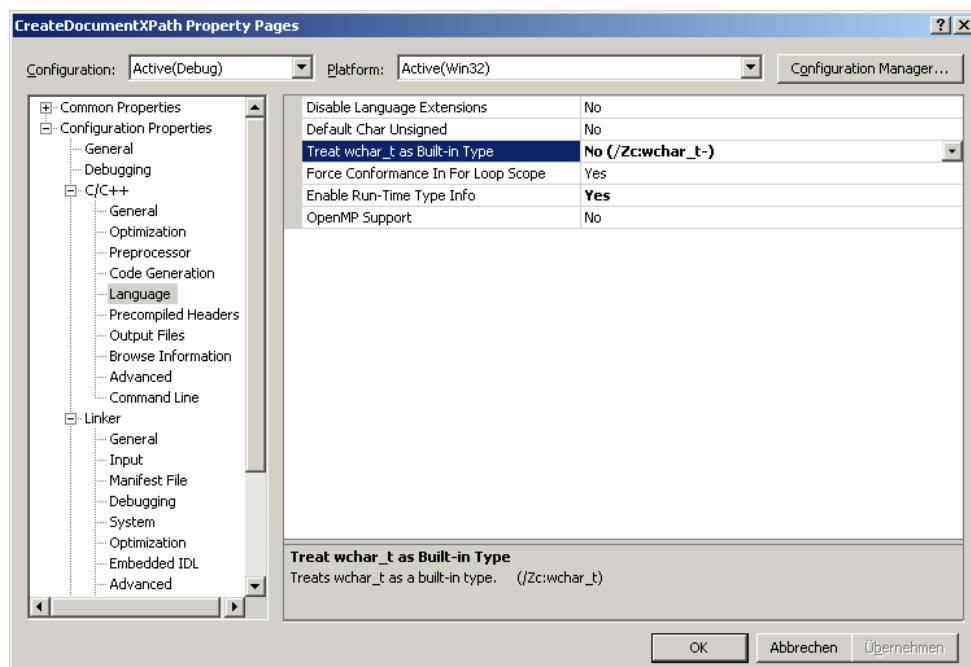 CreateDocumentXPath Property Pages
Configuration: Active(Debug) Platform: Active(Win32) Configuration Manager...
Common Properties
Configuration Properties
General
Debugging
C/C++
General
Optimization
Preprocessor
Code Generation
Language
Precompiled Headers
Output Files
Browse Information
Advanced
Command Line
Linker
General
Input
Manifest File
Debugging
System
Optimization
Embedded IDL
Advanced
Disable Language Extensions No
Default Char Unsigned No
Treat wchar_t as Built-in Type No (/Zc:wchar_t-)
Force Conformance In For Loop Scope Yes
Enable Run-Time Type Info Yes
OpenMP Support No
Treat wchar_t as Built-in Type
Treats wchar_t as a built-in type. (/Zc:wchar_t)
OK Abbrechen Übernehmen